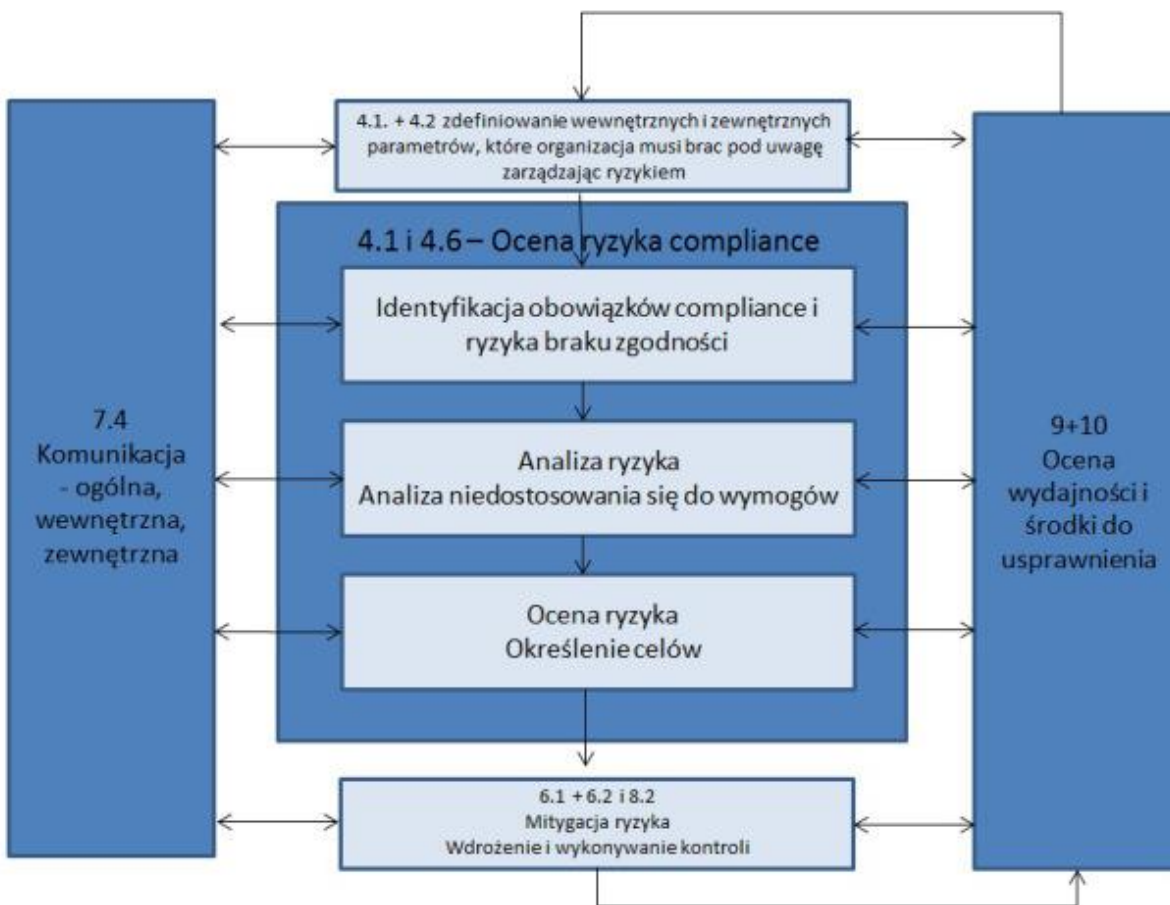 4.1. + 4.2 zdefiniowanie wewnętrznych i zewnętrznych
parametrów, które organizacja musi brac pod uwagę
zarządzając ryzykiem
4.1 i 4.6 – Ocena ryzyka compliance
Identyfikacja obowiązków compliance i
ryzyka braku zgodności
7.4
Komunikacja
- ogólna,
wewnętrzna,
zewnętrzna
Analiza ryzyka
Analiza niedostosowania się do wymogów
9+10
Ocena
wydajności i
środki do
usprawnienia
Ocena ryzyka
Określenie celów
6.1 + 6.2 i 8.2
Mitygacja ryzyka
Wdrożenie i wykonywanie kontroli